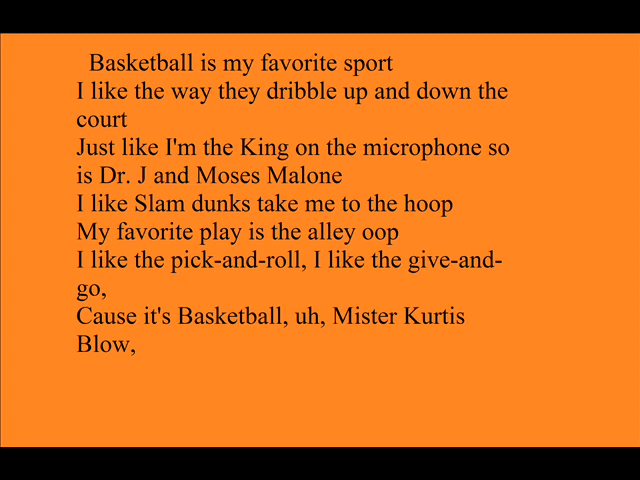 Basketball is my favorite sport
I like the way they dribble up and down the
court
Just like I'm the King on the microphone so
is Dr. J and Moses Malone
I like Slam dunks take me to the hoop
My favorite play is the alley oop
I like the pick-and-roll, I like the give-and-
go,
Cause it's Basketball, uh, Mister Kurtis
Blow,